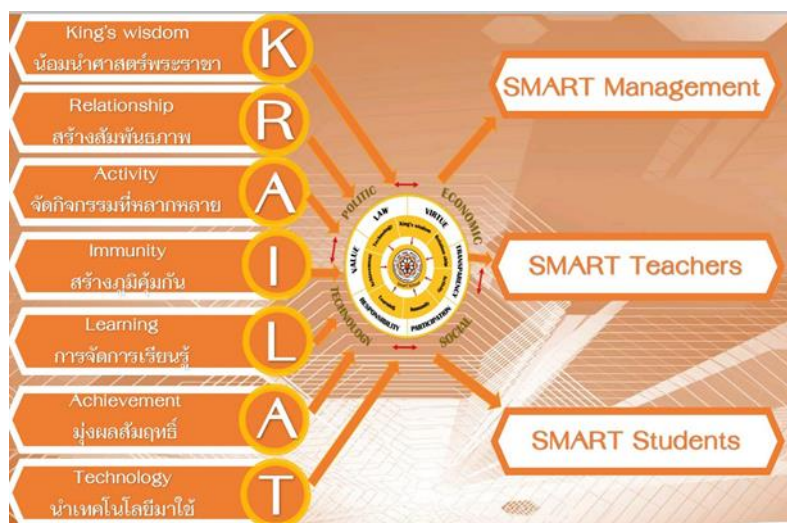 King's wisdom
น้อมนำศาสตร์พระราชา
K
Relationship
สร้างสัมพันธภาพ
R
Activity
จัดกิจกรรมที่หลากหลาย
A
Immunity
สร้างภูมิคุ้มกัน
I
Learning
การจัดการเรียนรู้
L
Achievement
มุ่งผลสัมฤทธิ์
A
Technology
นำเทคโนโลยีมาใช้
T
POLITIC
ECONOMIC
TECHNOLOGY
SOCIAL
LAW
VIRTUE
TRANSPARENCY
PARTICIPATION
RESPONSIBILITY
VALUE
King's wisdom
Technology
SMART Management
SMART Teachers
SMART Students